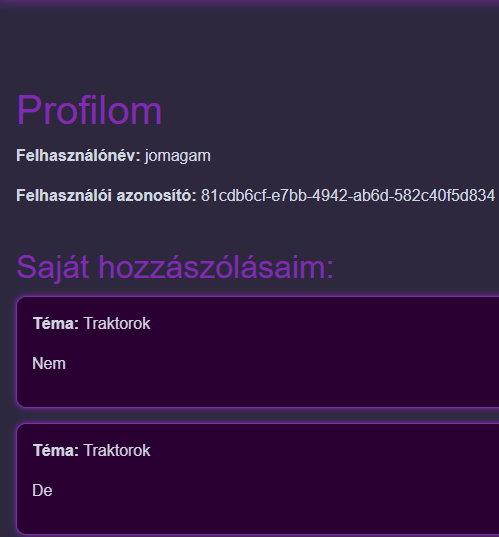 Profilom
Felhasználónév: jomagam
Felhasználói azonosító: 81cdb6cf-e7bb-4942-ab6d-582c40f5d834
Saját hozzászólásaim:
Téma: Traktorok
Nem
Téma: Traktorok
De